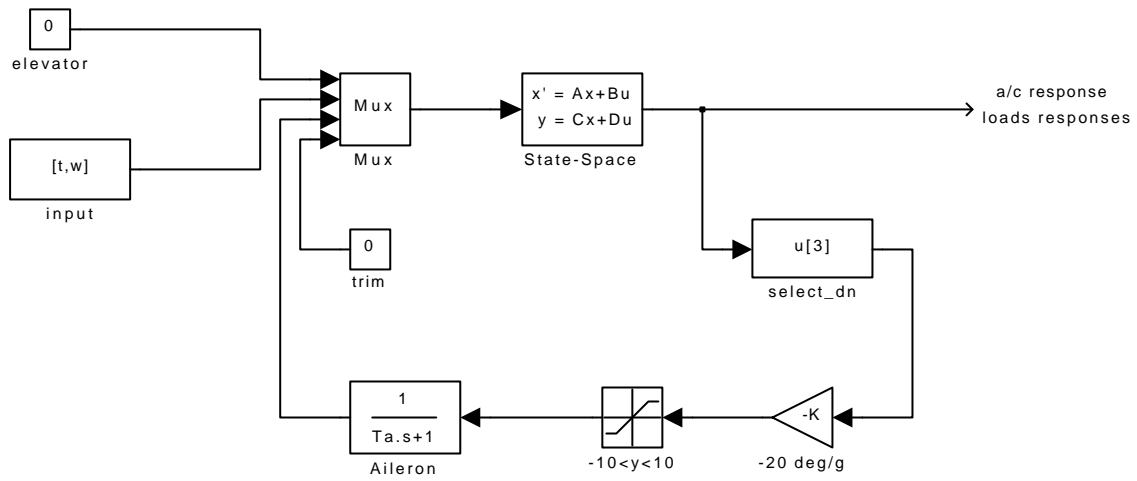 0
elevator
[t,w]
input
Mux
Mux
x' = Ax+Bu
y = Cx+Du
State-Space
a/c response
loads responses
0
trim
u[3]
select_dn
1
Ta.s+1
Aileron
-10<y<10
-K
-20 deg/g